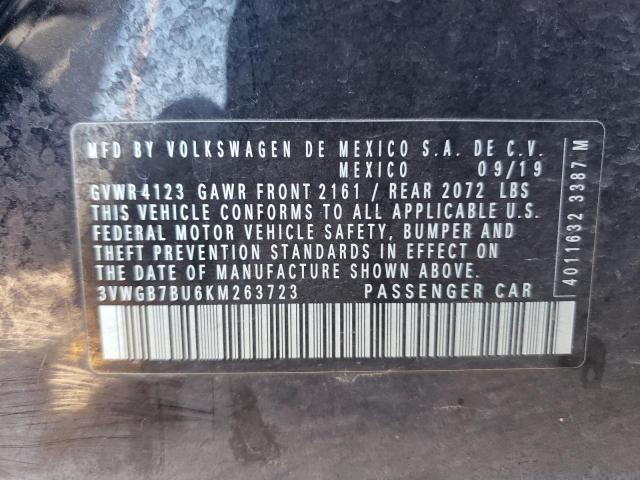 MFD BY VOLKSWAGEN DE MEXICO S.A. DE C.V.
MEXICO 09/19
GVWR 4123 GAWR FRONT 2161 / REAR 2072 LBS
THIS VEHICLE CONFORMS TO ALL APPLICABLE U.S.
FEDERAL MOTOR VEHICLE SAFETY, BUMPER AND
THEFT PREVENTION STANDARDS IN EFFECT ON
THE DATE OF MANUFACTURE SHOWN ABOVE.
3VWGB7BU6KM263723 PASSENGER CAR
4011632 3387 M